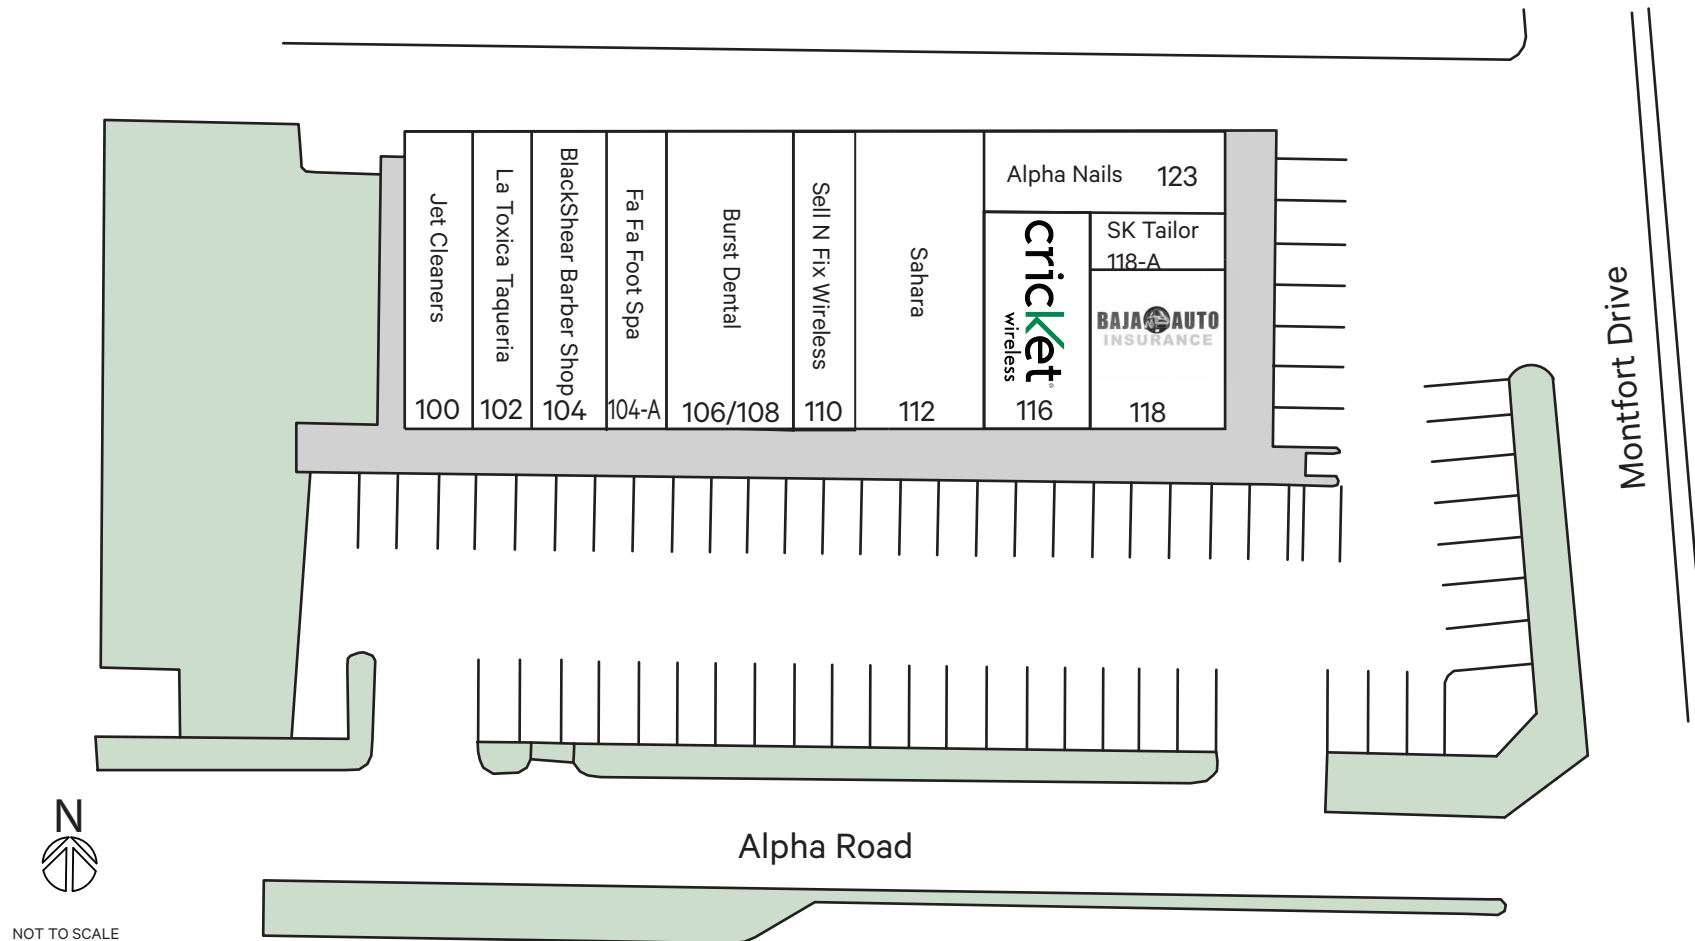 Jet Cleaners
100
La Toxica Taqueria
102
BlackShear Barber Shop
104
Fa Fa Foot Spa
104-A
Burst Dental
106/108
Sell N Fix Wireless
110
Sahara
112
Alpha Nails 123
cricket
wireless
116
SK Tailor
118-A
BAJA AUTO
INSURANCE
118
Montfort Drive
Alpha Road
N
NOT TO SCALE